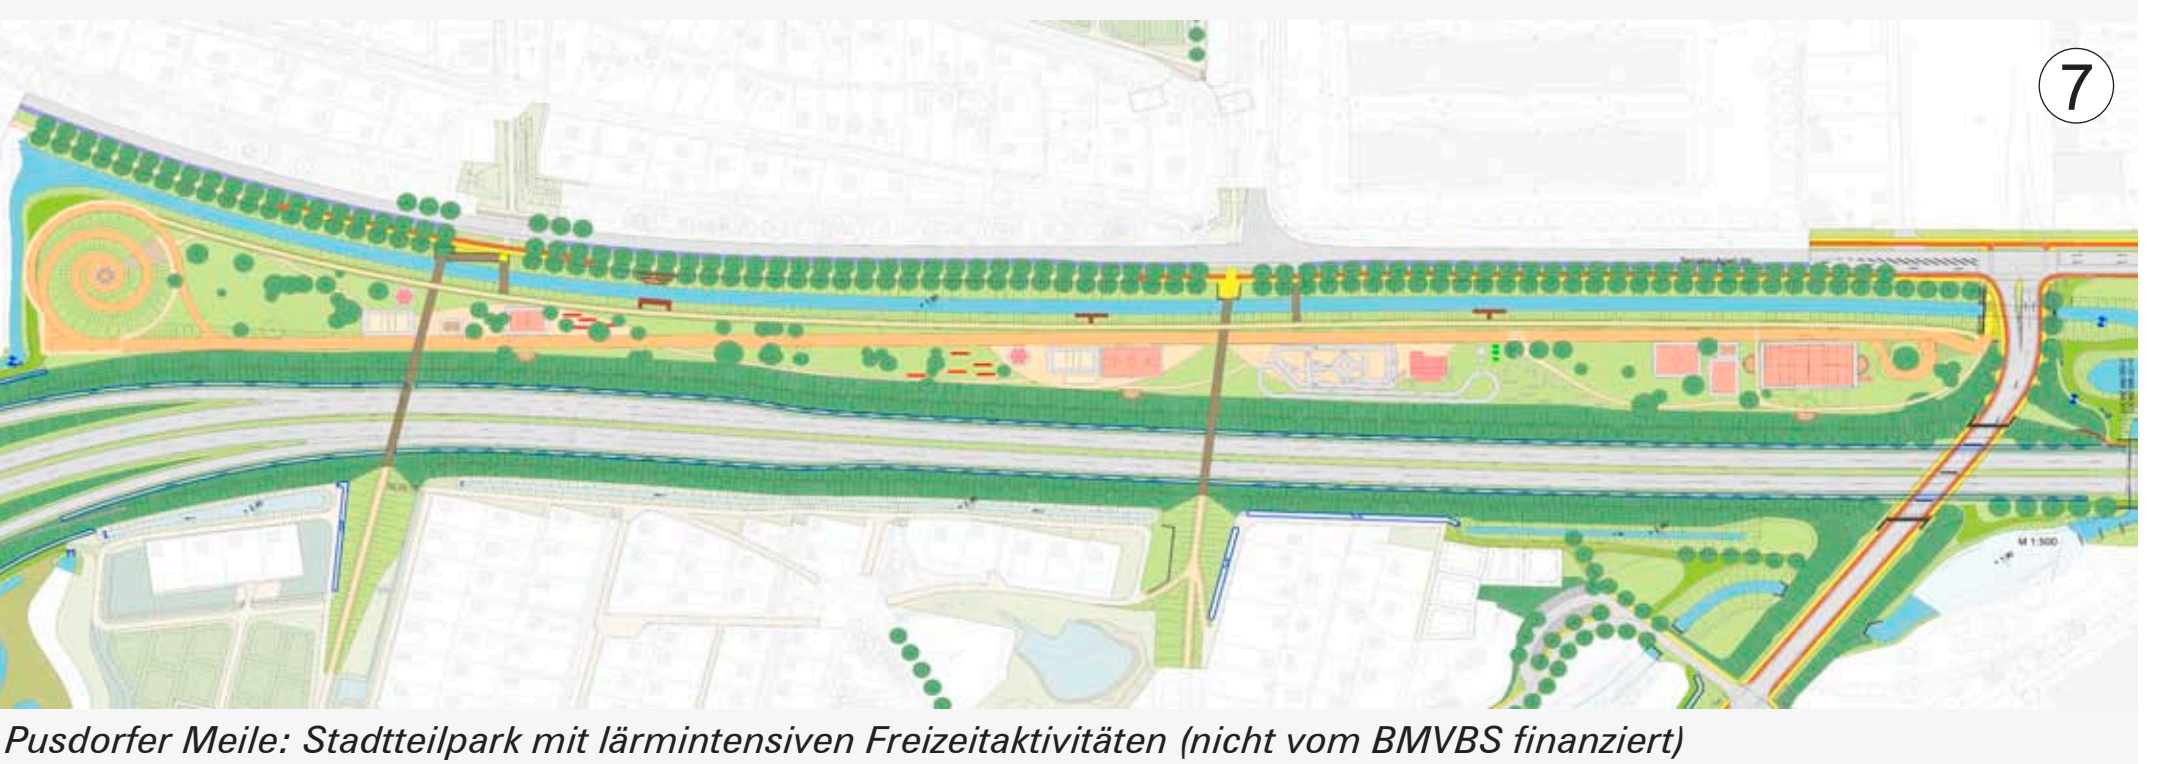 7
M 1:500
Pusdorfer Meile: Stadtteilpark mit lärmintensiven Freizeitaktivitäten (nicht vom BMVBS finanziert)